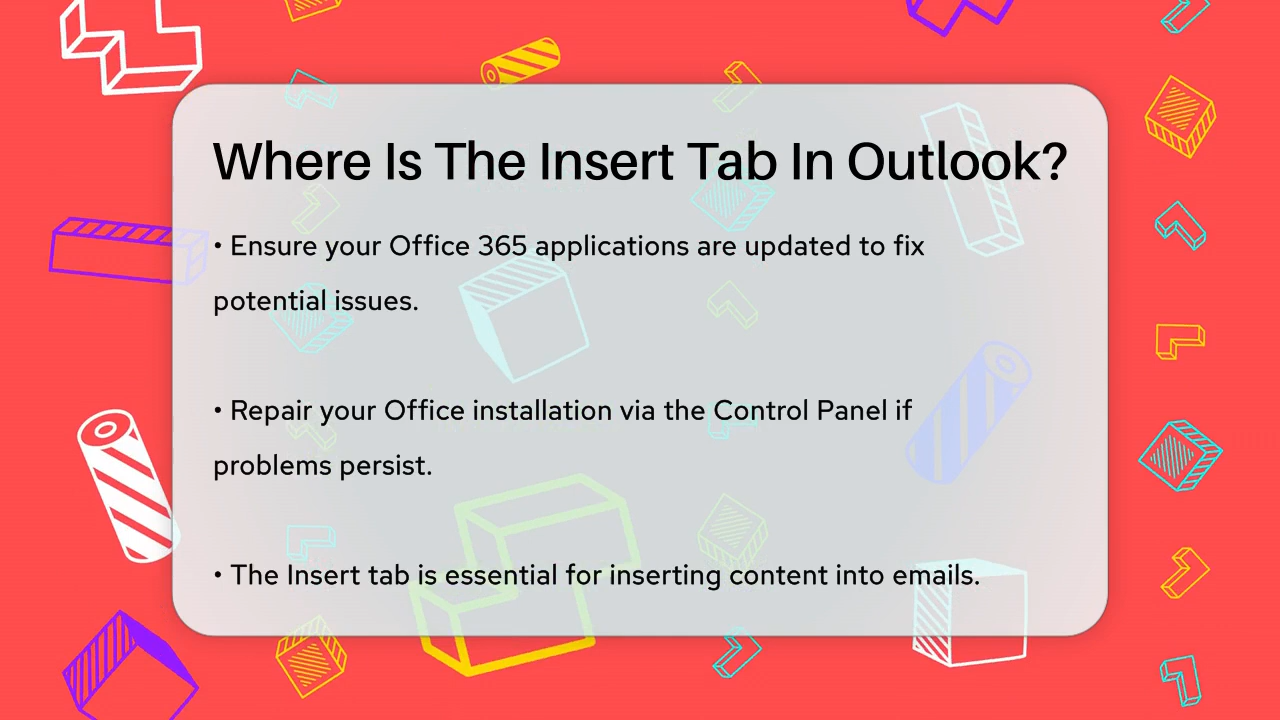 Where Is The Insert Tab In Outlook?
• Ensure your Office 365 applications are updated to fix
potential issues.
• Repair your Office installation via the Control Panel if
problems persist.
• The Insert tab is essential for inserting content into emails.